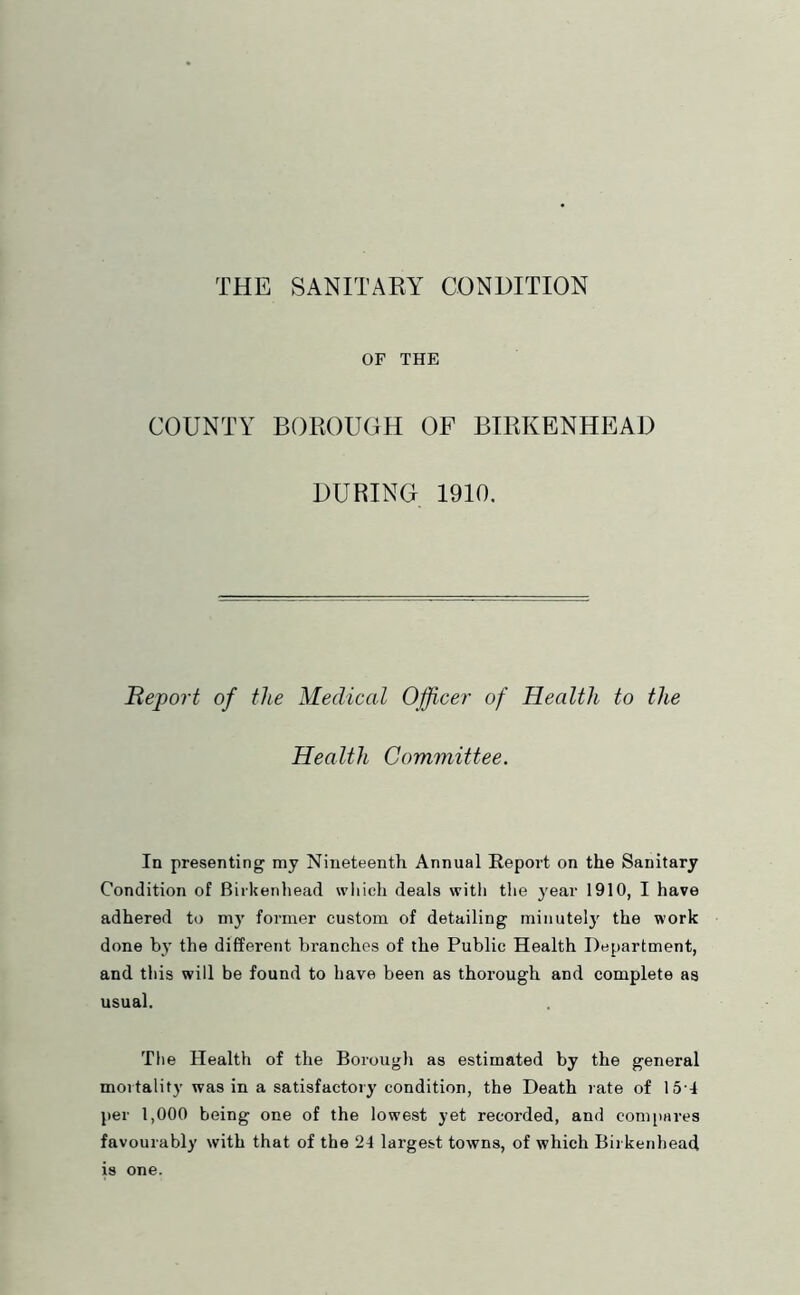 THE SANITARY CONDITION
OF THE
COUNTY BOROUGH OF BIRKENHEAD
DURING 1910.
Report of the Medical Officer of Health to the
Health Committee.
In presenting my Nineteenth Annual Report on the Sanitary
Condition of Birkenhead which deals with the year 1910, I have
adhered to my former custom of detailing minutely the work
done by the different branches of the Public Health Department,
and this will be found to have been as thorough and complete as
usual.
The Health of the Borough as estimated by the general
mortality was in a satisfactory condition, the Death rate of 15·4
per 1,000 being one of the lowest yet recorded, and compares
favourably with that of the 24 largest towns, of which Birkenhead
is one.